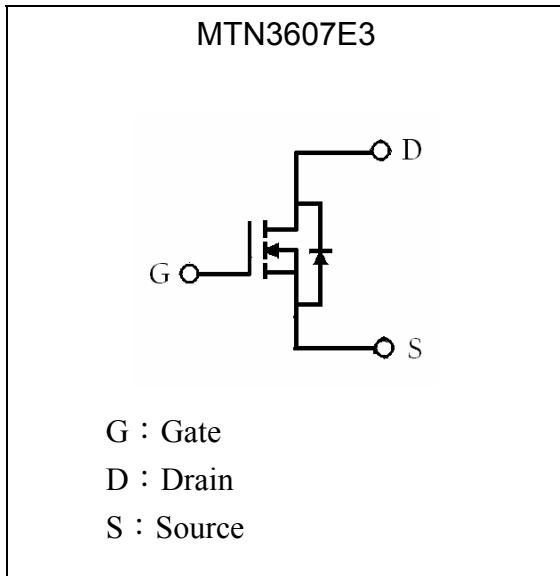 MTN3607E3
D
G
S
G：Gate
D：Drain
S：Source